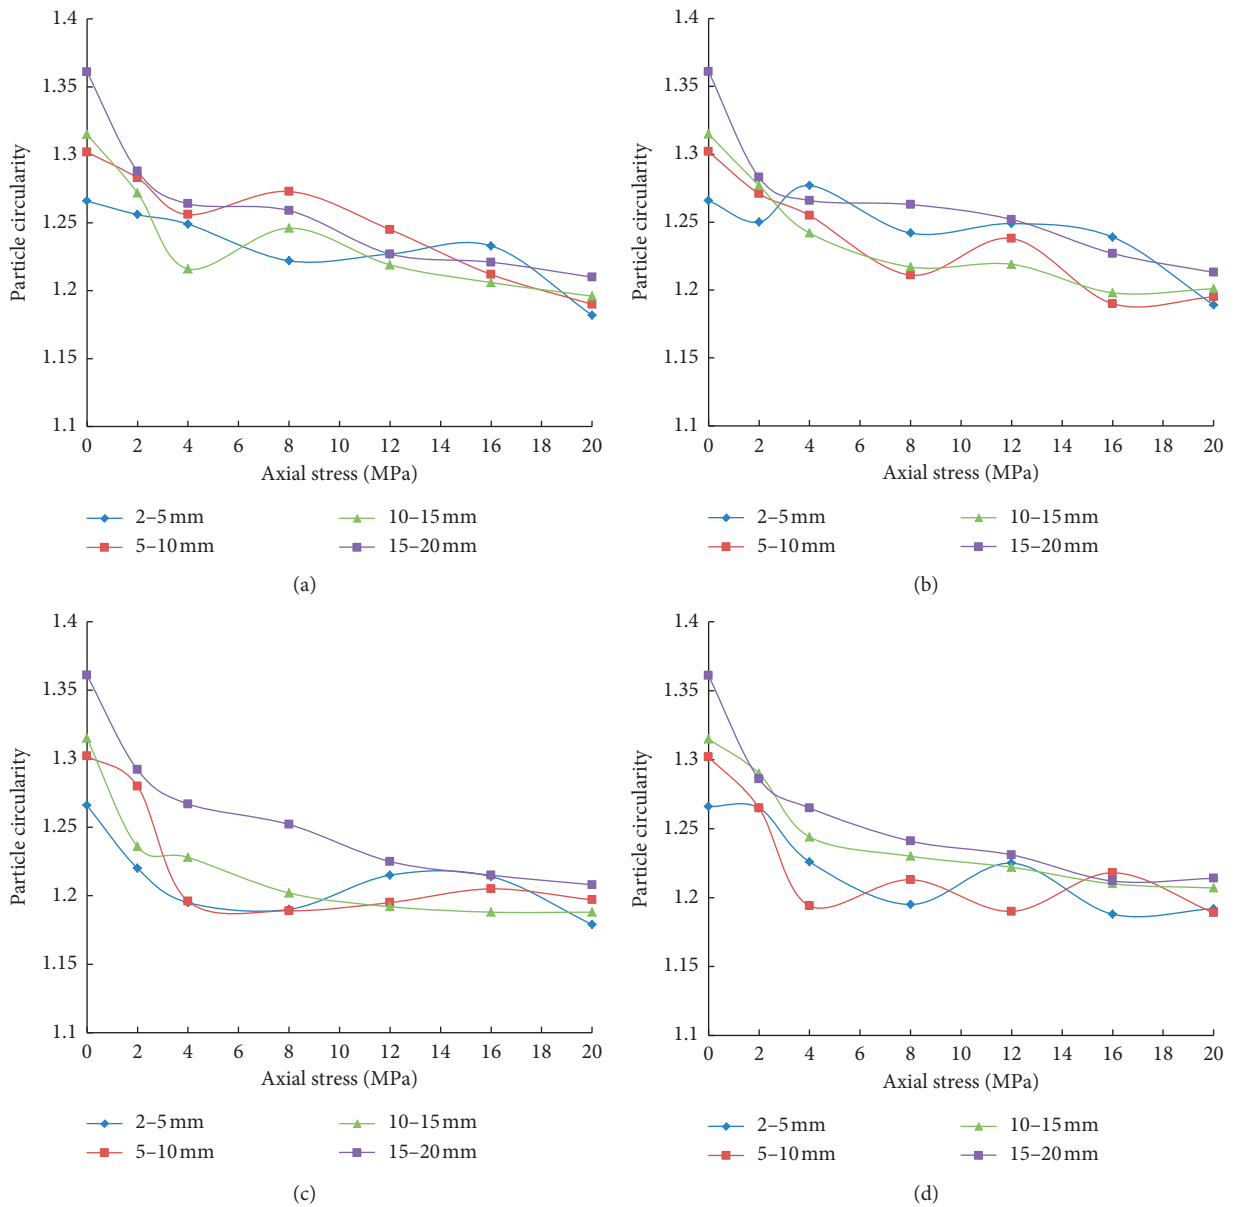 1.4
1.35
1.3
1.25
1.2
1.15
1.1
Particle circularity
0 2 4 6 8 10 12 14 16 18 20
Axial stress (MPa)
2–5 mm
10–15 mm
5–10 mm
15–20 mm
(a)
1.4
1.35
1.3
1.25
1.2
1.15
1.1
Particle circularity
0 2 4 6 8 10 12 14 16 18 20
Axial stress (MPa)
2–5 mm
10–15 mm
5–10 mm
15–20 mm
(b)
1.4
1.35
1.3
1.25
1.2
1.15
1.1
Particle circularity
0 2 4 6 8 10 12 14 16 18 20
Axial stress (MPa)
2–5 mm
10–15 mm
5–10 mm
15–20 mm
(c)
1.4
1.35
1.3
1.25
1.2
1.15
1.1
Particle circularity
0 2 4 6 8 10 12 14 16 18 20
Axial stress (MPa)
2–5 mm
10–15 mm
5–10 mm
15–20 mm
(d)